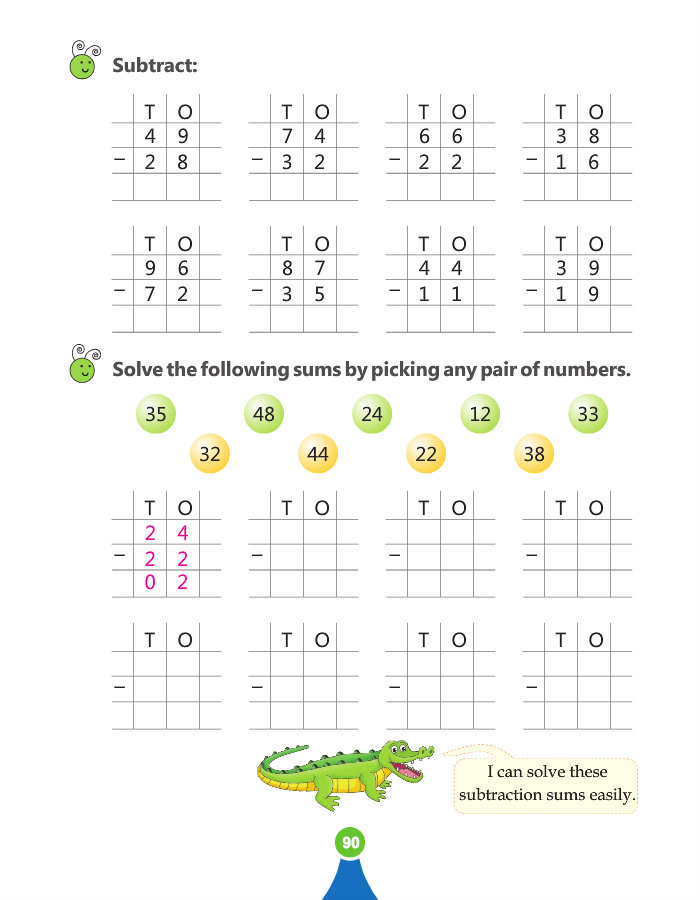 Subtract:
T O T O T O T O
4 9 7 4 6 6 3 8
− 2 8 − 3 2 − 2 2 − 1 6
T O T O T O T O
9 6 8 7 4 4 3 9
− 7 2 − 3 5 − 1 1 − 1 9
Solve the following sums by picking any pair of numbers.
35 48 24 12 33
32 44 22 38
T O T O T O T O
2 4
− 2 2 − − −
0 2
T O T O T O T O
− − − −
I can solve these
subtraction sums easily.
90